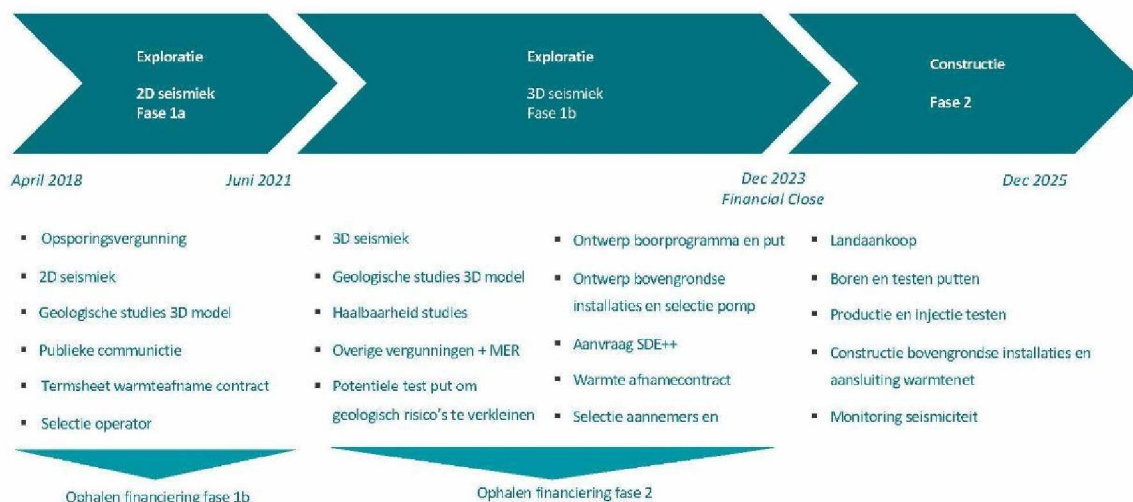 Exploratie
2D seismiek
Fase 1a
Exploratie
3D seismiek
Fase 1b
Constructie
Fase 2
April 2018
Juni 2021
Dec 2023
Financial Close
Dec 2025
▪ Opsporingsvergunning
▪ 2D seismiek
▪ Geologische studies 3D model
▪ Publieke communictie
▪ Termsheet warmteafname contract
▪ Selectie operator
▪ 3D seismiek
▪ Geologische studies 3D model
▪ Haalbaarheid studies
▪ Overige vergunningen + MER
▪ Potentiele test put om
geologisch risico's te verkleinen
▪ Ontwerp boorprogramma en put
▪ Ontwerp bovengrondse
installaties en selectie pomp
▪ Aanvraag SDE++
▪ Warmte afnamecontract
▪ Selectie aannemers en
▪ Landaankoop
▪ Boren en testen putten
▪ Productie en injectie testen
▪ Constructie bovengrondse installaties en
aansluiting warmtenet
▪ Monitoring seismiciteit
Ophalen financiering fase 1b
Ophalen financiering fase 2